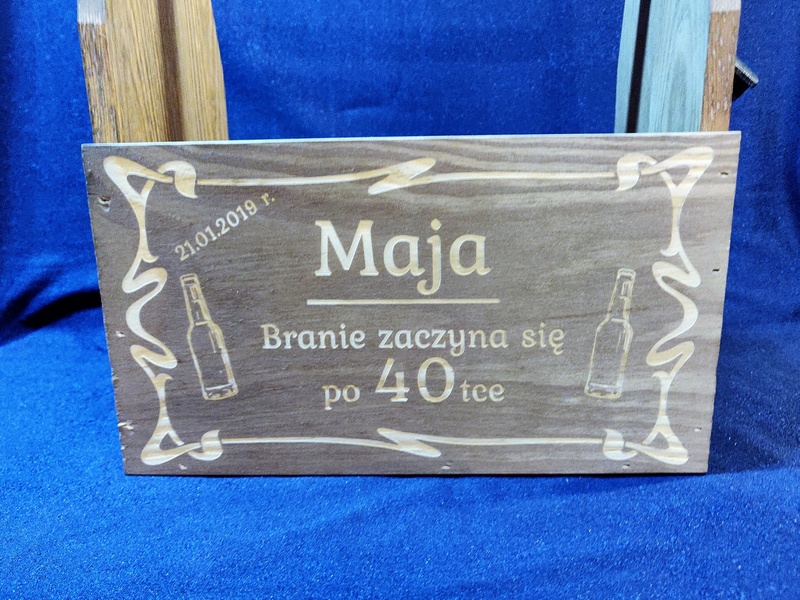 21.01.2019 r.
Maja
Branie zaczyna się
po 40tce